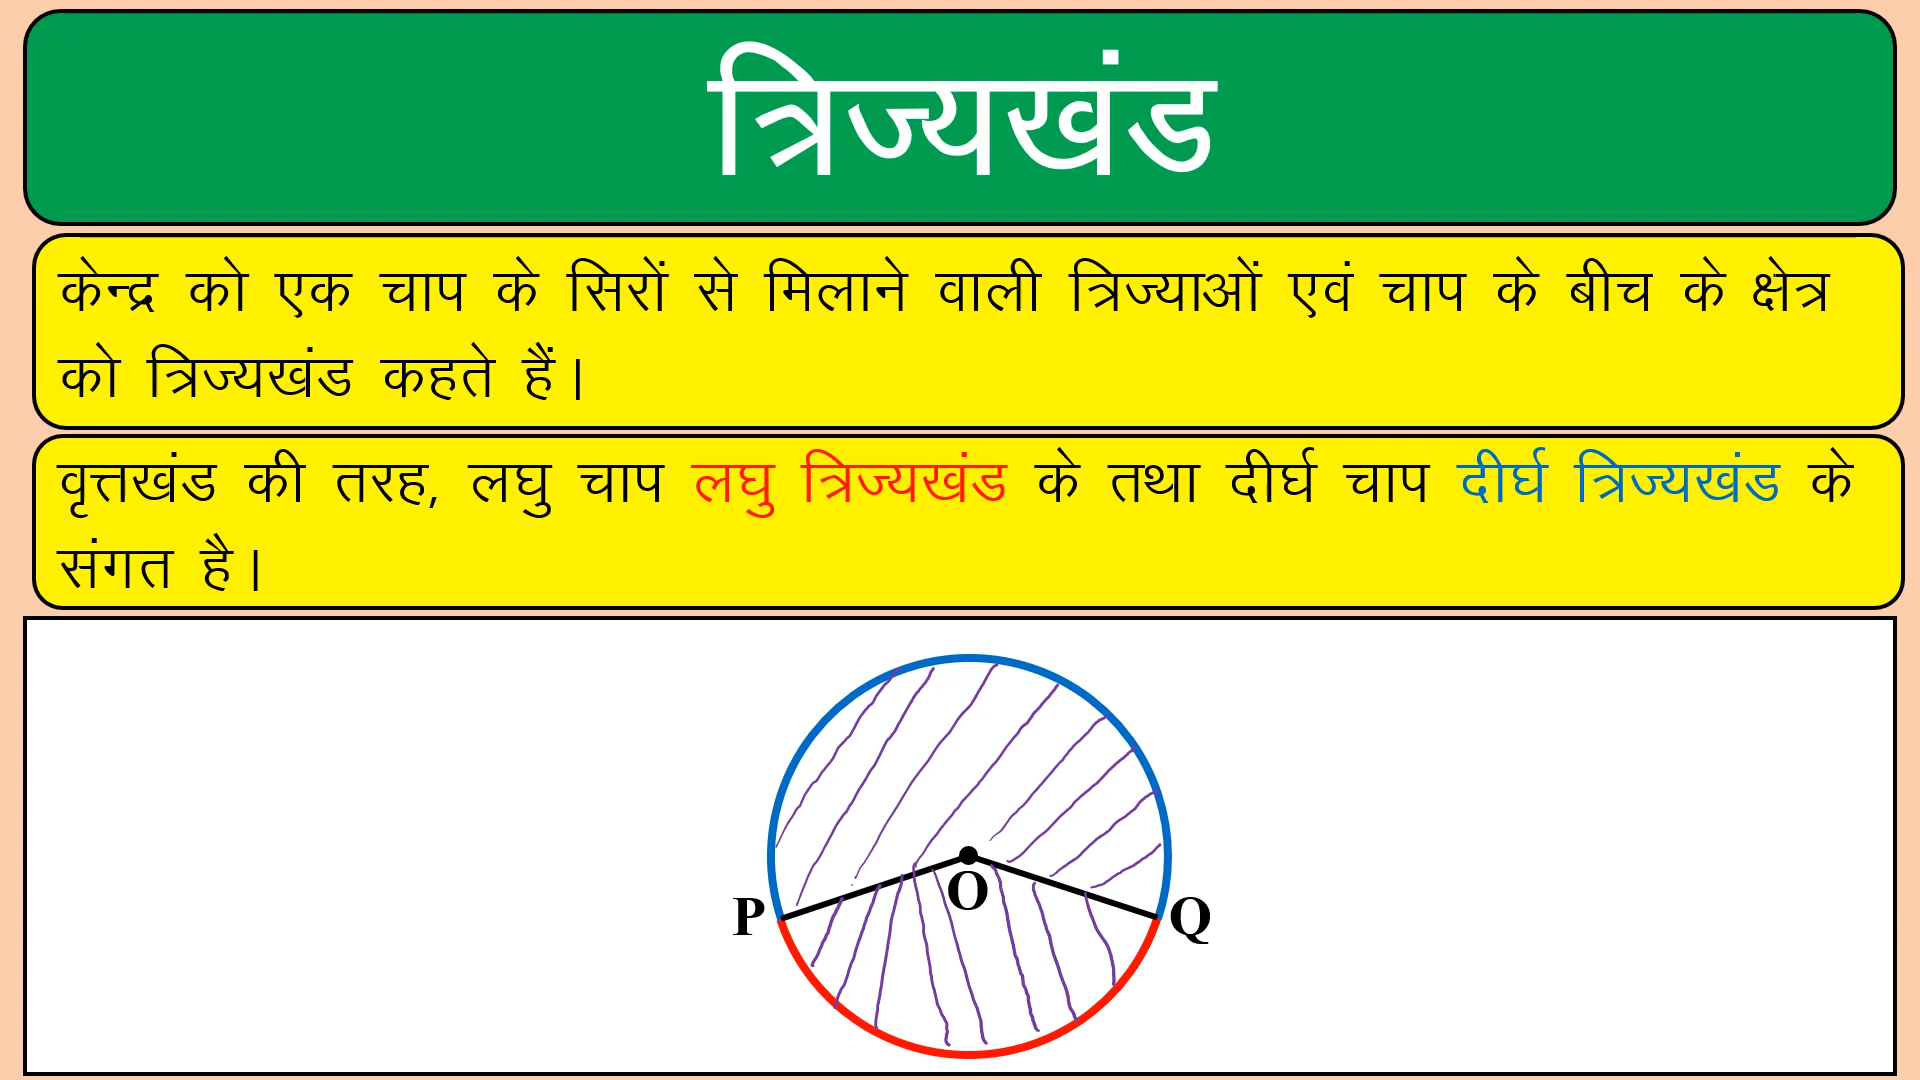 त्रिज्यखंड
केन्द्र को एक चाप के सिरों से मिलाने वाली त्रिज्याओं एवं चाप के बीच के क्षेत्र
को त्रिज्यखंड कहते हैं।
वृत्तखंड की तरह, लघु चाप लघु त्रिज्यखंड के तथा दीर्घ चाप दीर्घ त्रिज्यखंड के
संगत है।
O
P
Q